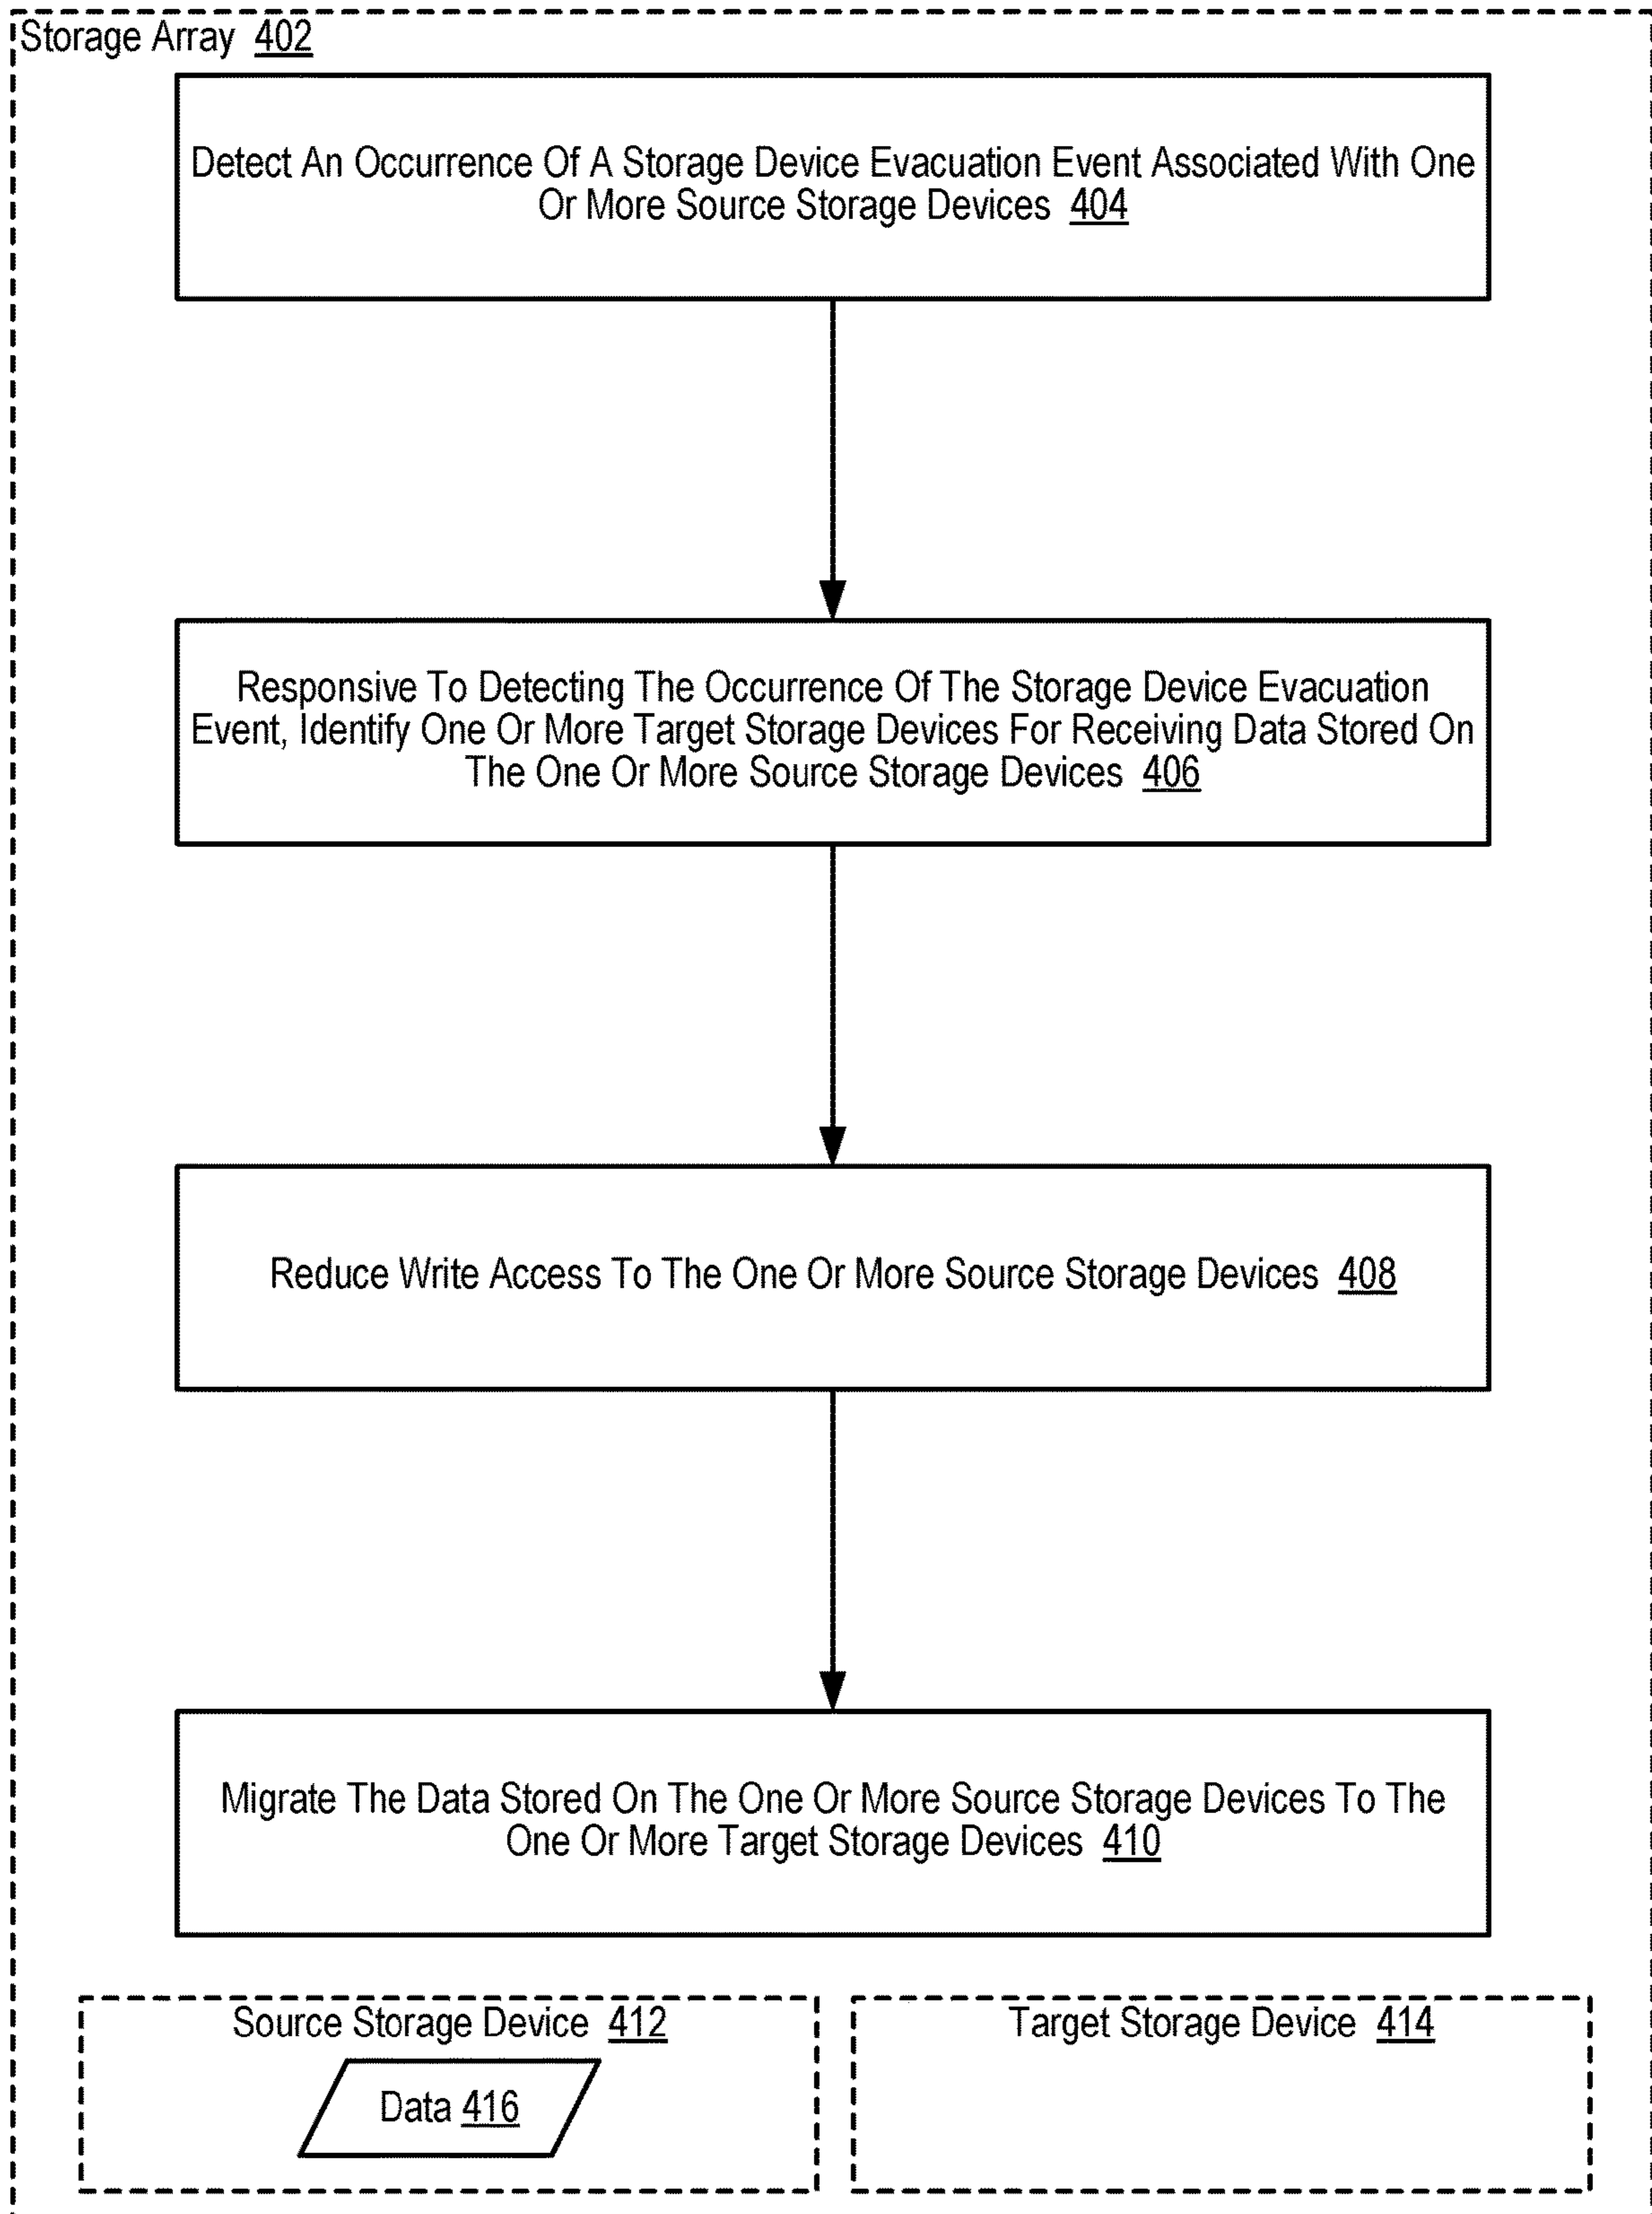 Storage Array 402
Detect An Occurrence Of A Storage Device Evacuation Event Associated With One
Or More Source Storage Devices 404
Responsive To Detecting The Occurrence Of The Storage Device Evacuation
Event, Identify One Or More Target Storage Devices For Receiving Data Stored On
The One Or More Source Storage Devices 406
Reduce Write Access To The One Or More Source Storage Devices 408
Migrate The Data Stored On The One Or More Source Storage Devices To The
One Or More Target Storage Devices 410
Source Storage Device 412
Data 416
Target Storage Device 414